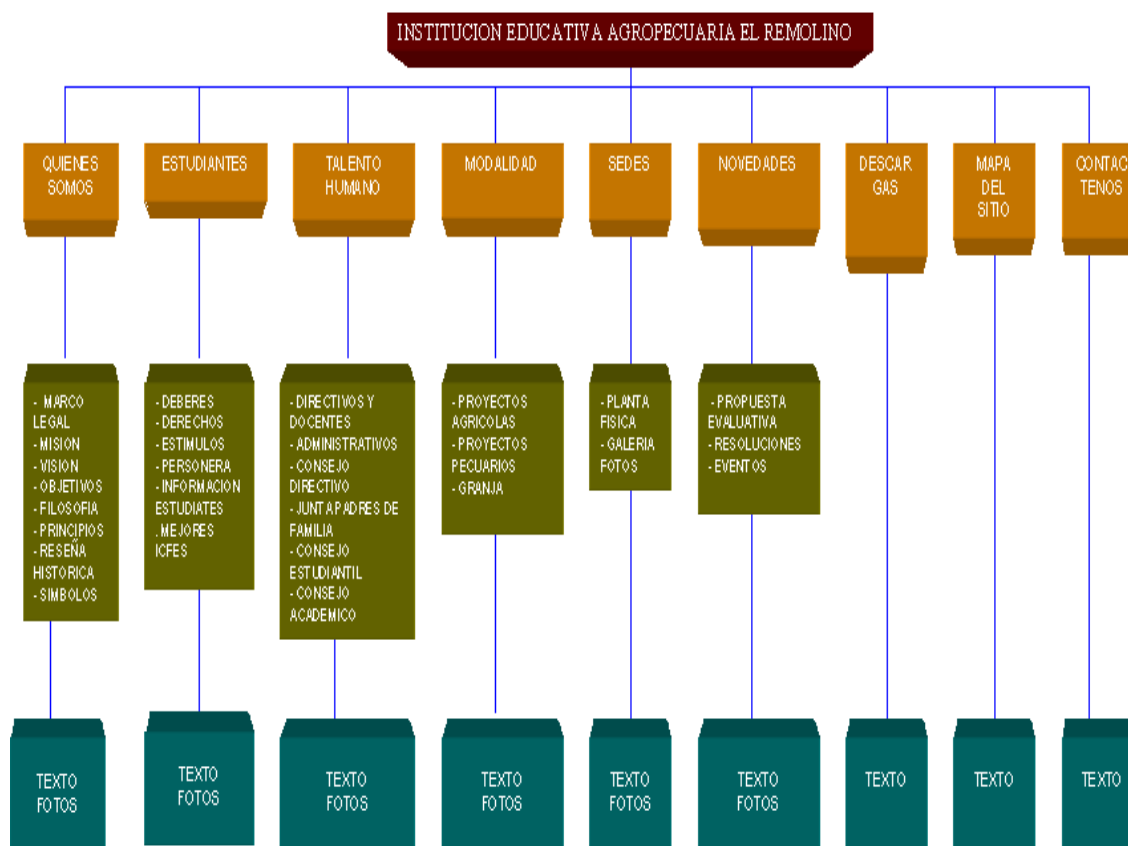 INSTITUCION EDUCATIVA AGROPECUARIA EL REMOLINO
QUIENES
SOMOS
ESTUDIANTES
TALENTO
HUMANO
MODALIDAD
SEDES
NOVEDADES
DESCAR
GAS
MAPA
DEL
SITIO
CONTAC
TENOS
- MARCO
LEGAL
- MISION
- VISION
- OBJETIVOS
- FILOSOFIA
- PRINCIPIOS
- RESEÑA
HISTORICA
- SIMBOLOS
- DEBERES
- DERECHOS
- ESTIMULOS
- PERSONERA
- INFORMACION
ESTUDIATES
. MEJORES
ICFES
- DIRECTIVOS Y
DOCENTES
- ADMINISTRATIVOS
- CONSEJO
DIRECTIVO
- JUNTA PADRES DE
FAMILIA
- CONSEJO
ESTUDIANTIL
- CONSEJO
ACADEMICO
- PROYECTOS
AGRICOLAS
- PROYECTOS
PECUARIOS
- GRANJA
- PLANTA
FISICA
- GALERIA
FOTOS
- PROPUESTA
EVALUATIVA
- RESOLUCIONES
- EVENTOS
TEXTO
FOTOS
TEXTO
FOTOS
TEXTO
FOTOS
TEXTO
FOTOS
TEXTO
FOTOS
TEXTO
FOTOS
TEXTO
TEXTO
TEXTO